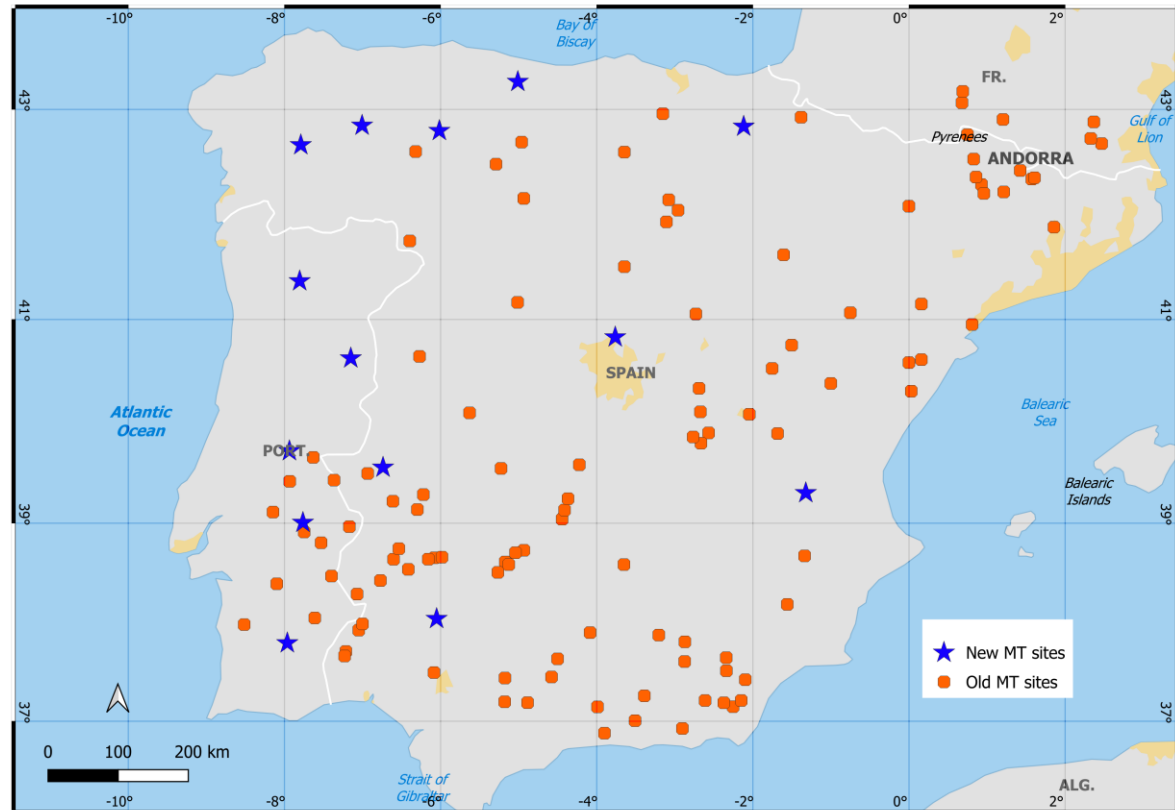 -10°
-8°
-6°
-4°
-2°
0°
2°
Bay of
Biscay
FR.
43°
43°
Gulf of
Lion
Pyrenees
ANDORRA
41°
41°
SPAIN
Atlantic
Ocean
Balearic
Sea
PORT.
Balearic
Islands
39°
39°
New MT sites
Old MT sites
37°
37°
0
100
200 km
Strait of
Gibraltar
ALG.
-10°
-8°
-6°
-4°
-2°
0°
2°